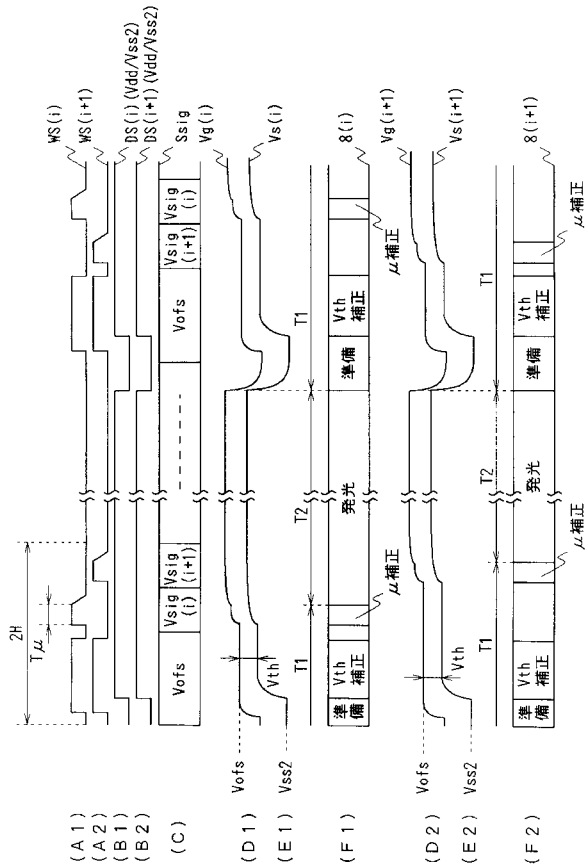 (A1) 2H Tμ WS(i)
(A2) WS(i+1)
(B1) DS(i)(Vdd/Vss2)
(B2) DS(i+1)(Vdd/Vss2)
(C) Vofs Vsig(i) Vsig(i+1) Vofs Vsig(i+1) Vsig(i) Ssig
(D1) Vofs Vg(i)
(E1) Vss2 Vth Vs(i)
T1 T2 T1
(F1) 準備 Vth補正 μ補正 発光 準備 Vth補正 μ補正 8(i)
(D2) Vofs Vg(i+1)
(E2) Vss2 Vth Vs(i+1)
T1 T2 T1
(F2) 準備 Vth補正 μ補正 発光 準備 Vth補正 μ補正 8(i+1)